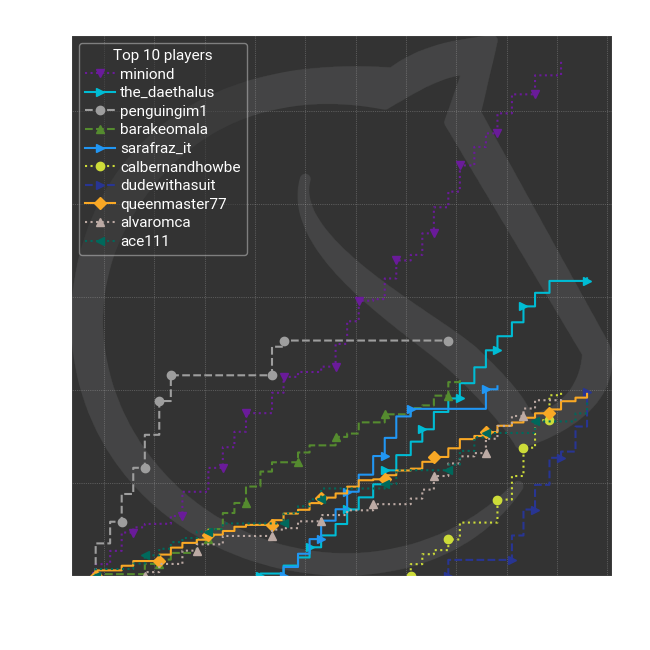 Top 10 players
miniond
the_daethalus
penguingim1
barakeomala
sarafraz_it
calbernandhowbe
dudewithasuit
queenmaster77
alvaromca
ace111